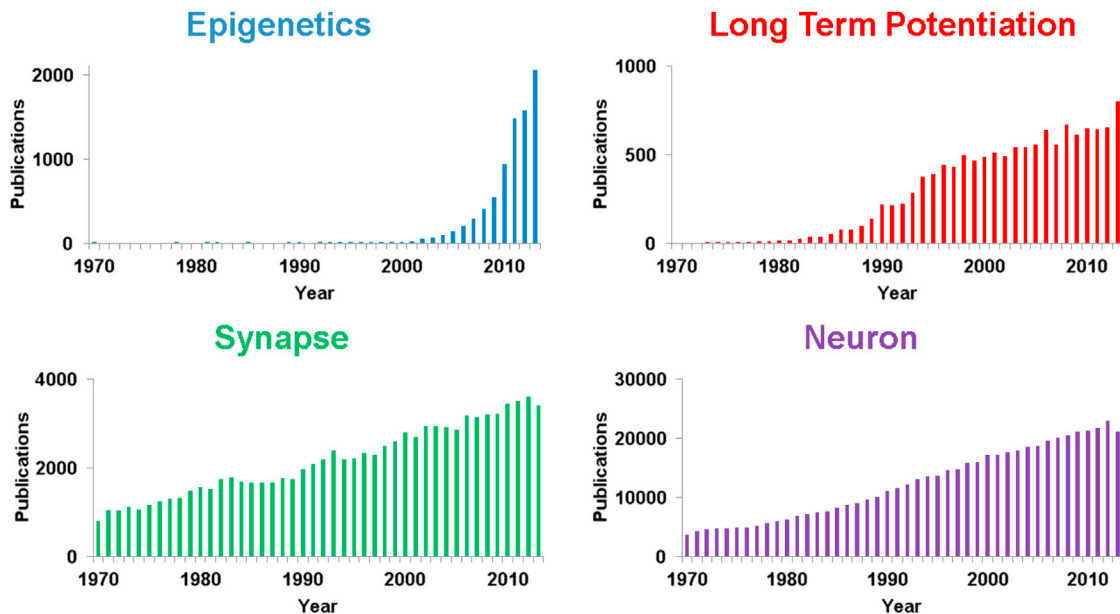 Epigenetics
2000
1000
0
Publications
1970 1980 1990 2000 2010
Year
Long Term Potentiation
1000
500
0
Publications
1970 1980 1990 2000 2010
Year
Synapse
4000
2000
0
Publications
1970 1980 1990 2000 2010
Year
Neuron
30000
20000
10000
0
Publications
1970 1980 1990 2000 2010
Year